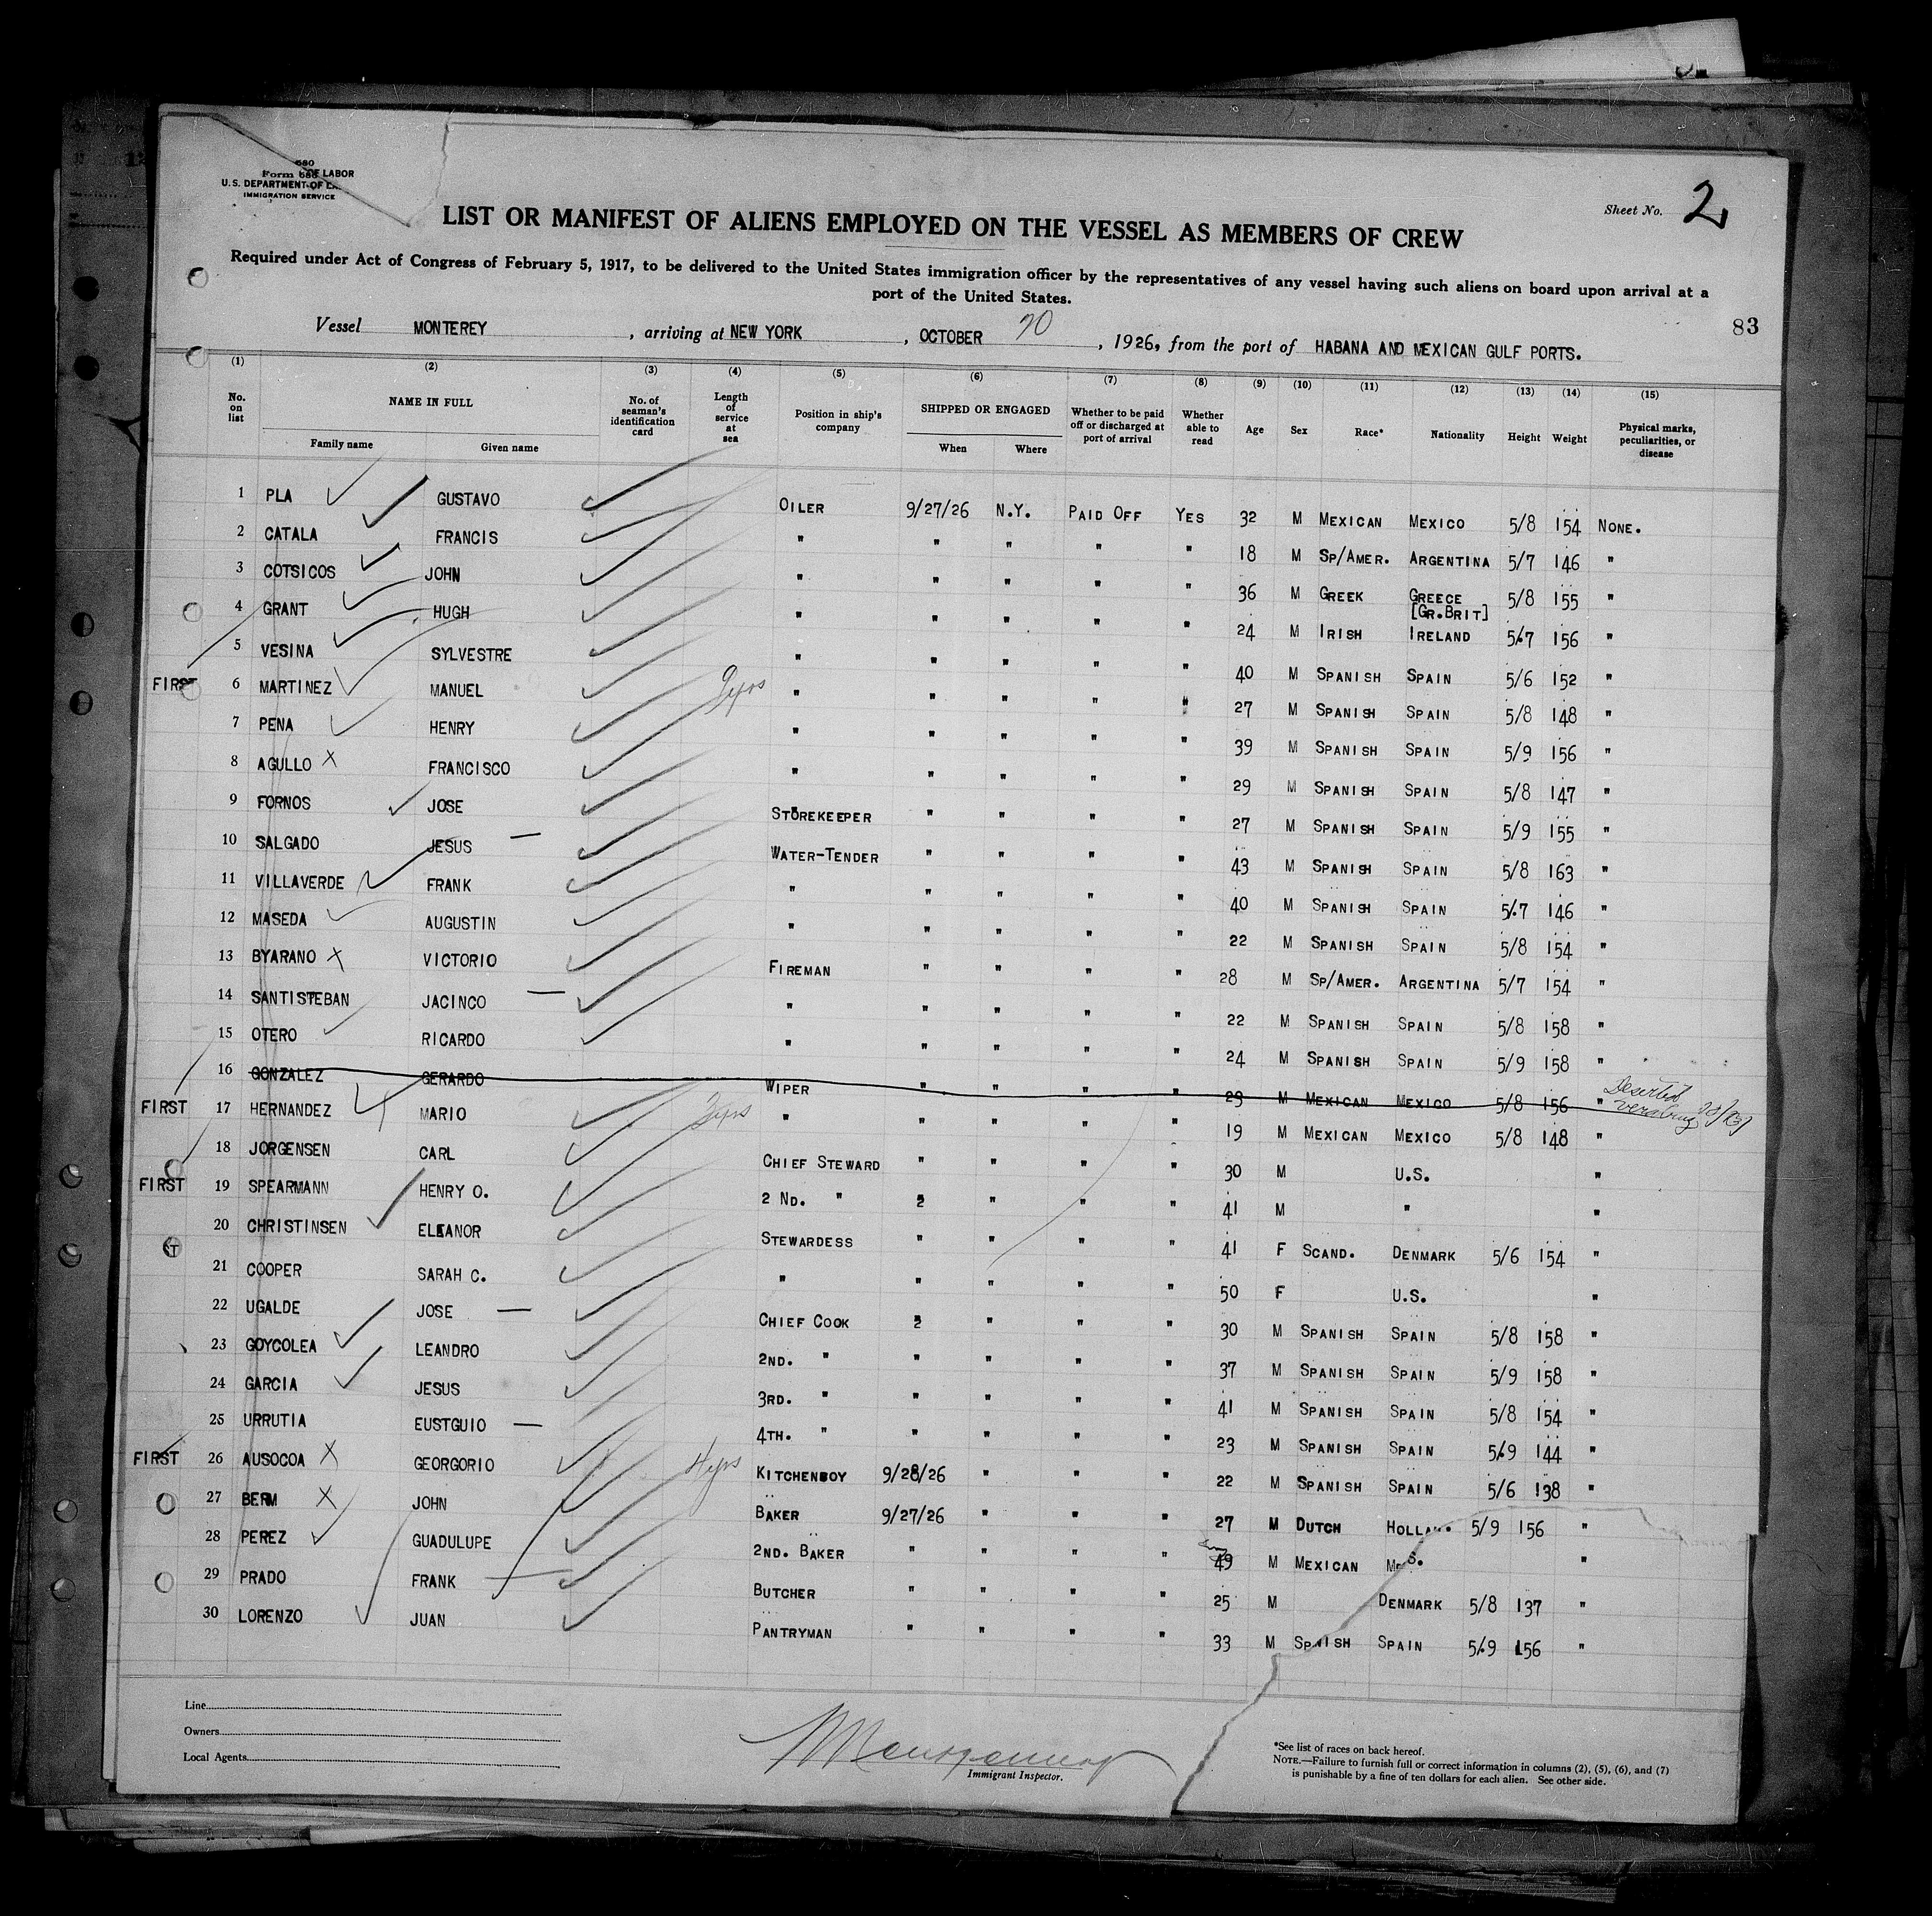 680
Form 686 OF LABOR
U.S. DEPARTMENT OF LA
IMMIGRATION SERVICE
Sheet No. 2
LIST OR MANIFEST OF ALIENS EMPLOYED ON THE VESSEL AS MEMBERS OF CREW
Required under Act of Congress of February 5, 1917, to be delivered to the United States immigration officer by the representatives of any vessel having such aliens on board upon arrival at a
port of the United States.
83
Vessel MONTEREY , arriving at NEW YORK , OCTOBER 20 , 1926, from the port of HABANA AND MEXICAN GULF PORTS.
(1) (2) (3) (4) (5) (6) (7) (8) (9) (10) (11) (12) (13) (14) (15)
No. on list NAME IN FULL Family name Given name No. of seaman's identification card Length of service at sea Position in ship's company SHIPPED OR ENGAGED When Where Whether to be paid off or discharged at port of arrival Whether able to read Age Sex Race* Nationality Height Weight Physical marks, peculiarities, or disease
1 PLA GUSTAVO OILER 9/27/26 N.Y. PAID OFF YES 32 M MEXICAN MEXICO 5/8 154 NONE.
2 CATALA FRANCIS " " " " " 18 M SP/AMER. ARGENTINA 5/7 146 "
3 COTSICOS JOHN " " " " " 36 M GREEK GREECE 5/8 155 "
4 GRANT HUGH " " " " " 24 M IRISH [GR.BRIT] IRELAND 5/7 156 "
5 VESINA SYLVESTRE " " " " " 40 M SPANISH SPAIN 5/6 152 "
FIRST 6 MARTINEZ MANUEL 2yrs " " " " " 27 M SPANISH SPAIN 5/8 148 "
7 PENA HENRY " " " " " 39 M SPANISH SPAIN 5/9 156 "
8 AGULLO X FRANCISCO " " " " " 29 M SPANISH SPAIN 5/8 147 "
9 FORNOS JOSE STOREKEEPER " " " " 27 M SPANISH SPAIN 5/9 155 "
10 SALGADO JESUS — WATER-TENDER " " " " 43 M SPANISH SPAIN 5/8 163 "
11 VILLAVERDE FRANK " " " " " 40 M SPANISH SPAIN 5/7 146 "
12 MASEDA AUGUSTIN " " " " " 22 M SPANISH SPAIN 5/8 154 "
13 BYARANO X VICTORIO FIREMAN " " " " 28 M SP/AMER. ARGENTINA 5/7 154 "
14 SANTISTEBAN JACINCO — " " " " " 22 M SPANISH SPAIN 5/8 158 "
15 OTERO RICARDO " " " " " 24 M SPANISH SPAIN 5/9 158 "
16 GONZALEZ GERARDO WIPER " " " " 29 M MEXICAN MEXICO 5/8 156 " Deserted
FIRST 17 HERNANDEZ MARIO 2yrs " " " " " 19 M MEXICAN MEXICO 5/8 148 "
18 JORGENSEN CARL CHIEF STEWARD " " " " 30 M U.S. "
FIRST 19 SPEARMANN HENRY O. 2 ND. " 2 " " " 41 M " "
20 CHRISTINSEN ELEANOR STEWARDESS " " " " 41 F SCAND. DENMARK 5/6 154 "
21 COOPER SARAH C. " " " " " 50 F U.S. "
22 UGALDE JOSE — CHIEF COOK 2 " " " 30 M SPANISH SPAIN 5/8 158 "
23 GOYCOLEA LEANDRO 2ND. " " " " " 37 M SPANISH SPAIN 5/9 158 "
24 GARCIA JESUS 3RD. " " " " " 41 M SPANISH SPAIN 5/8 154 "
25 URRUTIA EUSTGUIO — 4TH. " " " " " 23 M SPANISH SPAIN 5/9 144 "
FIRST 26 AUSOCOA X GEORGORIO 4yrs KITCHENBOY 9/28/26 " " " 22 M SPANISH SPAIN 5/6 138 "
27 BERM X JOHN BAKER 9/27/26 " " " 27 M DUTCH HOLLAN. 5/9 156 "
28 PEREZ GUADULUPE 2ND. BAKER " " " " 49 M MEXICAN "
29 PRADO FRANK BUTCHER " " " " 25 M DENMARK 5/8 137 "
30 LORENZO JUAN PANTRYMAN " " " " 33 M SPANISH SPAIN 5/9 156 "
Line
Owners
Local Agents
Immigrant Inspector.
*See list of races on back hereof.
NOTE.—Failure to furnish full or correct information in columns (2), (5), (6), and (7)
is punishable by a fine of ten dollars for each alien. See other side.